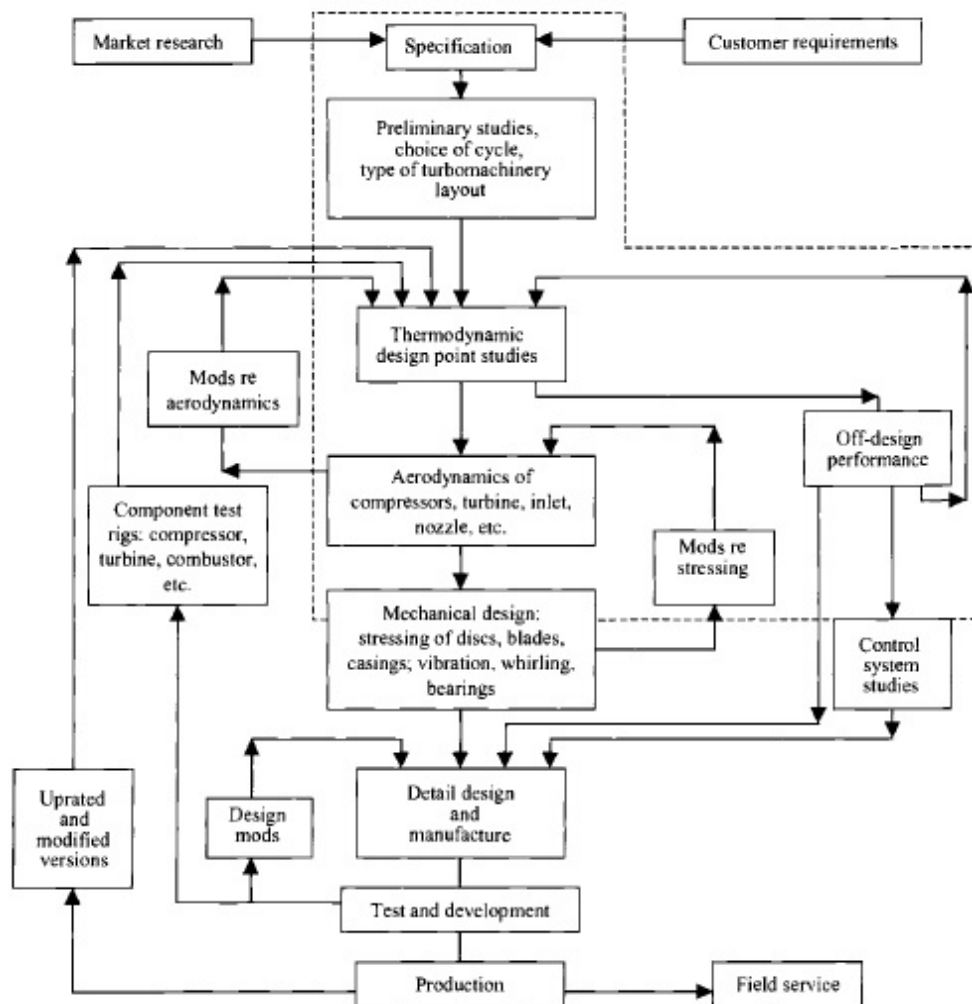 Market research
Specification
Customer requirements
Preliminary studies,
choice of cycle,
type of turbomachinery
layout
Thermodynamic
design point studies
Mods re
aerodynamics
Off-design
performance
Aerodynamics of
compressors, turbine, inlet,
nozzle, etc.
Component test
rigs: compressor,
turbine, combustor,
etc.
Mods re
stressing
Mechanical design:
stressing of discs, blades,
casings; vibration, whirling,
bearings
Control
system
studies
Uprated
and
modified
versions
Design
mods
Detail design
and
manufacture
Test and development
Production
Field service